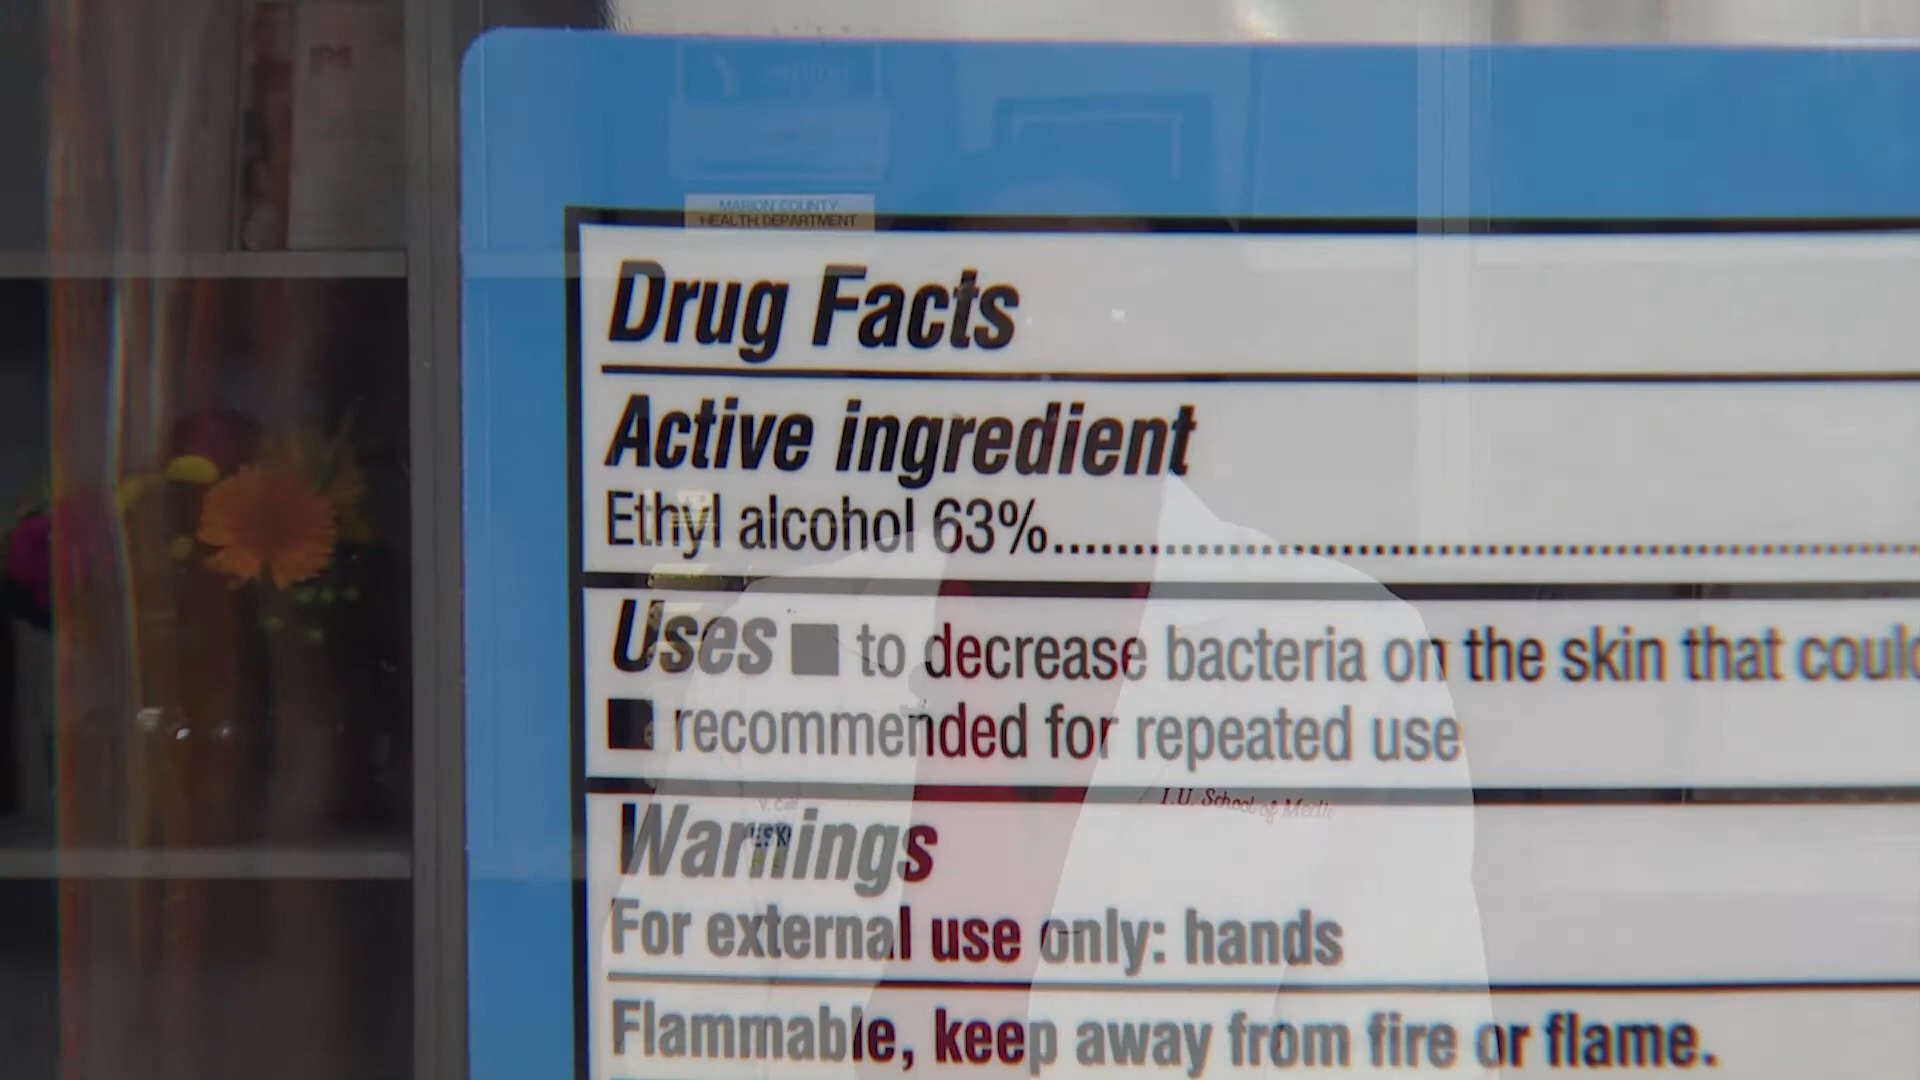 MARION COUNTY
HEALTH DEPARTMENT
Drug Facts
Active ingredient
Ethyl alcohol 63%
Uses ■ to decrease bacteria on the skin that could
■ recommended for repeated use
I.U. School of
Warnings
For external use only: hands
Flammable, keep away from fire or flame.